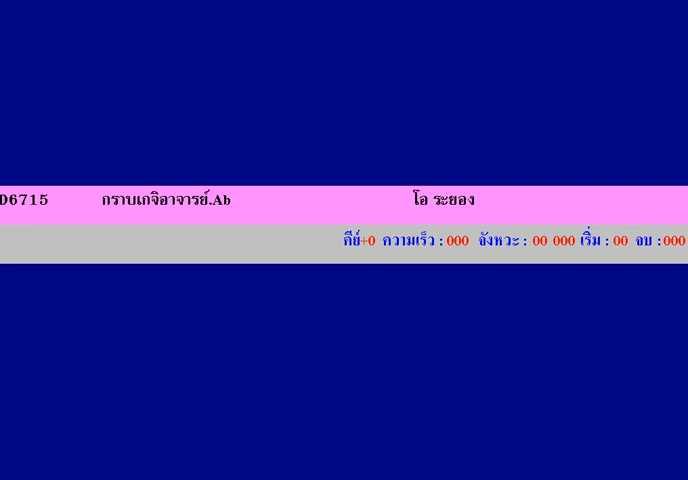 D6715 กราบเกจิอาจารย์.Ab โอ ระยอง
คีย์+0 ความเร็ว : 000 จังหวะ : 00 000 เริ่ม : 00 จบ :000